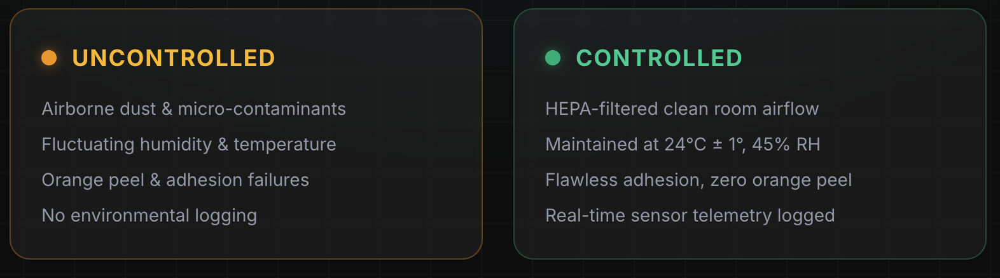 UNCONTROLLED
Airborne dust & micro-contaminants
Fluctuating humidity & temperature
Orange peel & adhesion failures
No environmental logging
CONTROLLED
HEPA-filtered clean room airflow
Maintained at 24°C ± 1°, 45% RH
Flawless adhesion, zero orange peel
Real-time sensor telemetry logged